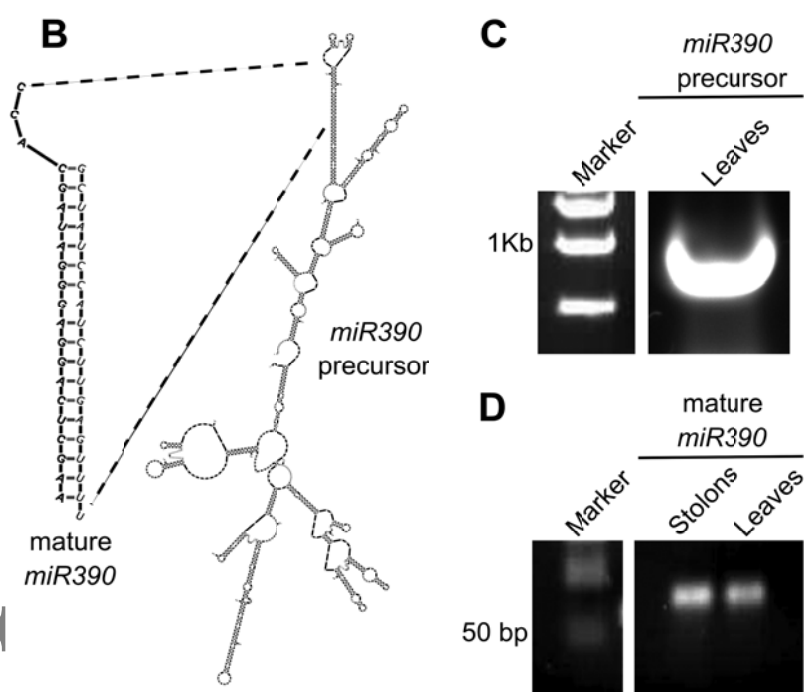 B
C
C
A
miR390
precursor
mature
miR390
C
miR390
precursor
Marker
Leaves
1Kb
D
mature
miR390
Marker
Stolons
Leaves
50 bp